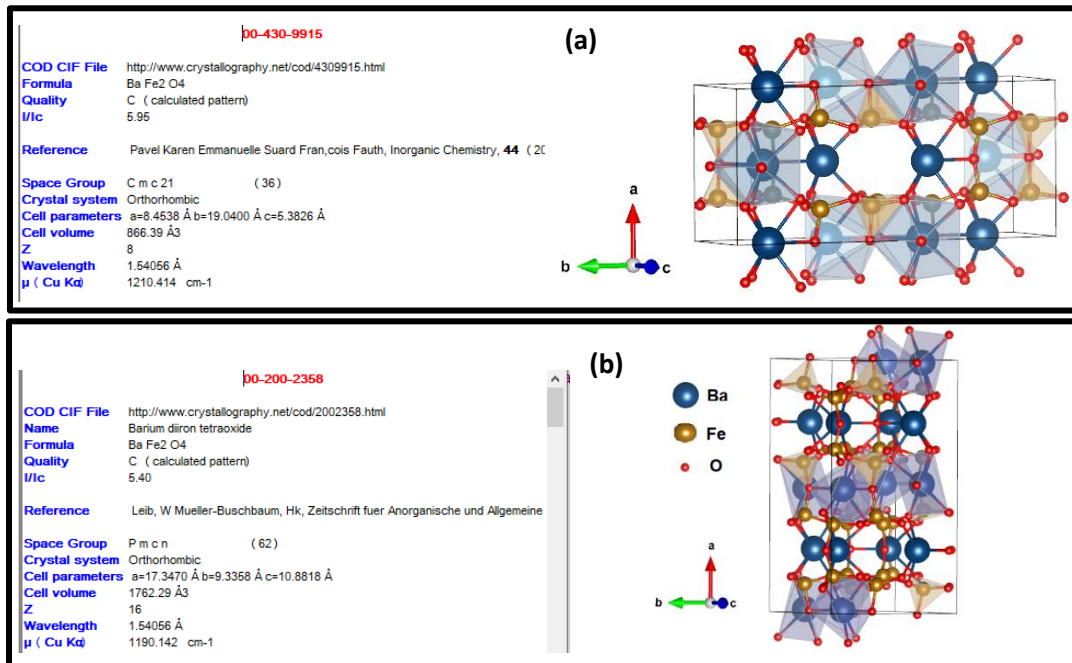 00-430-9915
(a)
COD CIF File http://www.crystallography.net/cod/4309915.html
Formula Ba Fe2 O4
Quality C ( calculated pattern)
I/Ic 5.95
Reference Pavel Karen Emmanuelle Suard Fran,cois Fauth, Inorganic Chemistry, 44 ( 20
Space Group C m c 21 ( 36 )
Crystal system Orthorhombic
Cell parameters a=8.4538 Å b=19.0400 Å c=5.3826 Å
Cell volume 866.39 Å3
Z 8
Wavelength 1.54056 Å
μ ( Cu Kα) 1210.414 cm-1
a
b
c
00-200-2358
(b)
COD CIF File http://www.crystallography.net/cod/2002358.html
Name Barium diiron tetraoxide
Formula Ba Fe2 O4
Quality C ( calculated pattern)
I/Ic 5.40
Reference Leib, W Mueller-Buschbaum, Hk, Zeitschrift fuer Anorganische und Allgemeine
Space Group P m c n ( 62 )
Crystal system Orthorhombic
Cell parameters a=17.3470 Å b=9.3358 Å c=10.8818 Å
Cell volume 1762.29 Å3
Z 16
Wavelength 1.54056 Å
μ ( Cu Kα) 1190.142 cm-1
Ba
Fe
O
a
b
c